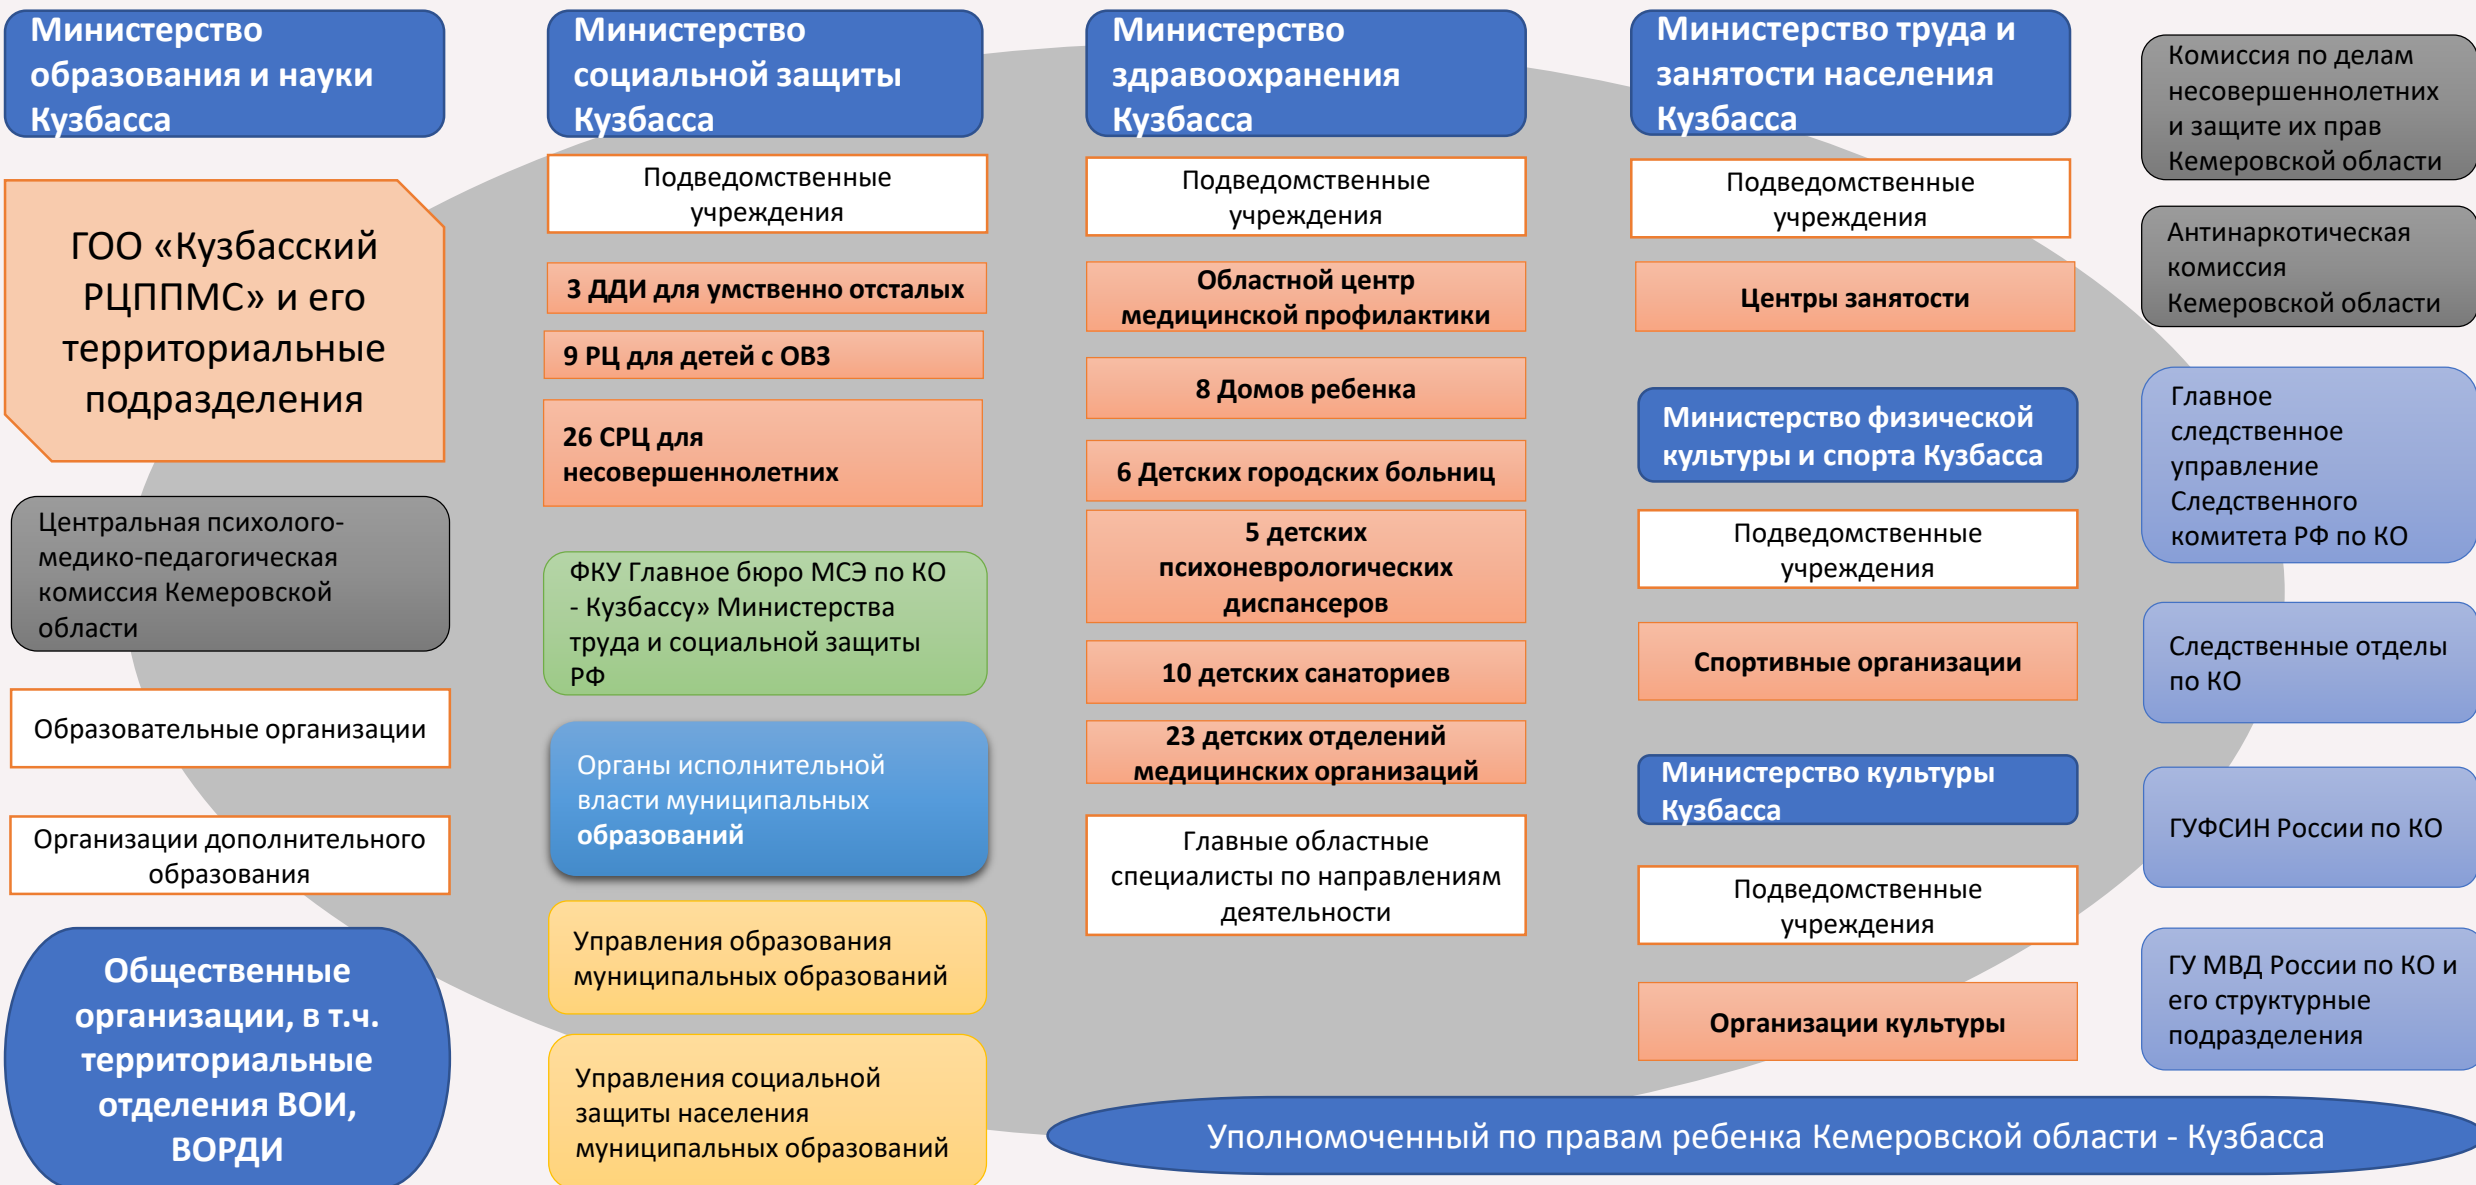 Министерство
образования и науки
Кузбасса
ГОО «Кузбасский
РЦППМС» и его
территориальные
подразделения
Центральная психолого-
медико-педагогическая
комиссия Кемеровской
области
Образовательные организации
Организации дополнительного
образования
Общественные
организации, в т.ч.
территориальные
отделения ВОИ,
ВОРДИ
Министерство
социальной защиты
Кузбасса
Подведомственные
учреждения
3 ДДИ для умственно отсталых
9 РЦ для детей с ОВЗ
26 СРЦ для
несовершеннолетних
ФКУ Главное бюро МСЭ по КО
- Кузбассу» Министерства
труда и социальной защиты
РФ
Органы исполнительной
власти муниципальных
образований
Управления образования
муниципальных образований
Управления социальной
защиты населения
муниципальных образований
Министерство
здравоохранения
Кузбасса
Подведомственные
учреждения
Областной центр
медицинской профилактики
8 Домов ребенка
6 Детских городских больниц
5 детских
психоневрологических
диспансеров
10 детских санаториев
23 детских отделений
медицинских организаций
Главные областные
специалисты по направлениям
деятельности
Министерство труда и
занятости населения
Кузбасса
Подведомственные
учреждения
Центры занятости
Министерство физической
культуры и спорта Кузбасса
Подведомственные
учреждения
Спортивные организации
Министерство культуры
Кузбасса
Подведомственные
учреждения
Организации культуры
Комиссия по делам
несовершеннолетних
и защите их прав
Кемеровской области
Антинаркотическая
комиссия
Кемеровской области
Главное
следственное
управление
Следственного
комитета РФ по КО
Следственные отделы
по КО
ГУФСИН России по КО
ГУ МВД России по КО и
его структурные
подразделения
Уполномоченный по правам ребенка Кемеровской области - Кузбасса